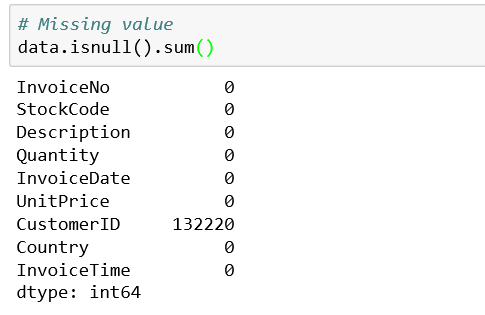 # Missing value
data.isnull().sum()
InvoiceNo 0
StockCode 0
Description 0
Quantity 0
InvoiceDate 0
UnitPrice 0
CustomerID 132220
Country 0
InvoiceTime 0
dtype: int64